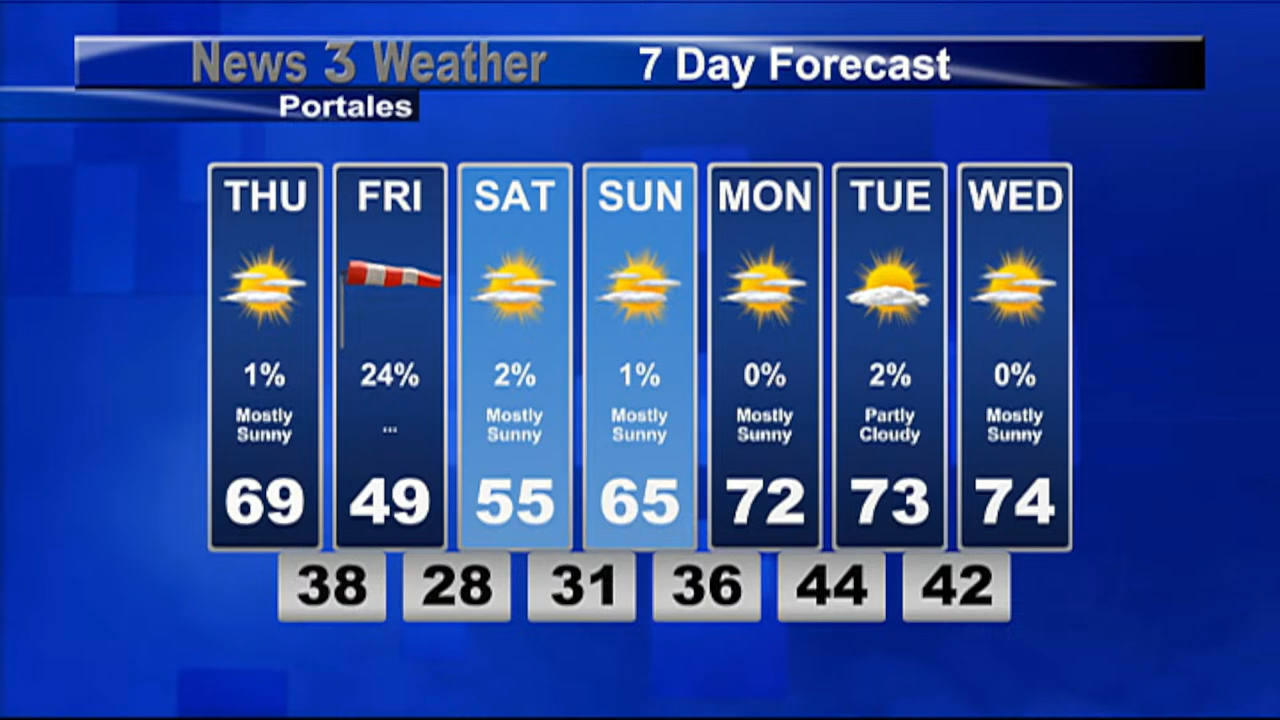 News 3 Weather 7 Day Forecast
Portales
THU FRI SAT SUN MON TUE WED
1% 24% 2% 1% 0% 2% 0%
Mostly Sunny ... Mostly Sunny Mostly Sunny Mostly Sunny Partly Cloudy Mostly Sunny
69 49 55 65 72 73 74
38 28 31 36 44 42